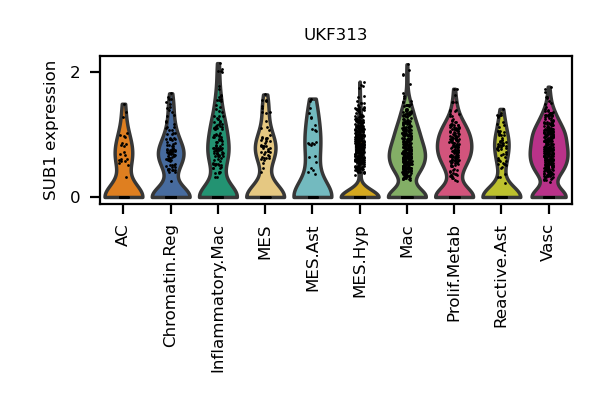 UKF313
SUB1 expression
2
0
AC
Chromatin.Reg
Inflammatory.Mac
MES
MES.Ast
MES.Hyp
Mac
Prolif.Metab
Reactive.Ast
Vasc